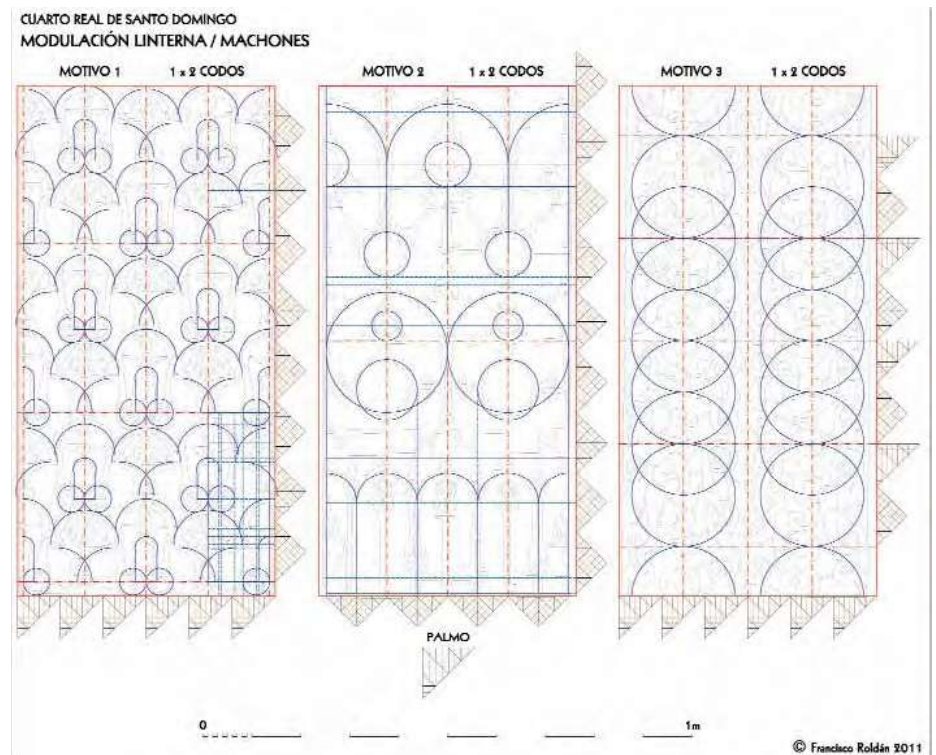 CUARTO REAL DE SANTO DOMINGO
MODULACIÓN LINTERNA / MACHONES
MOTIVO 1 1 x 2 CODOS
MOTIVO 2 1 x 2 CODOS
MOTIVO 3 1 x 2 CODOS
PALMO
0 1m
© Francisco Roldán 2011